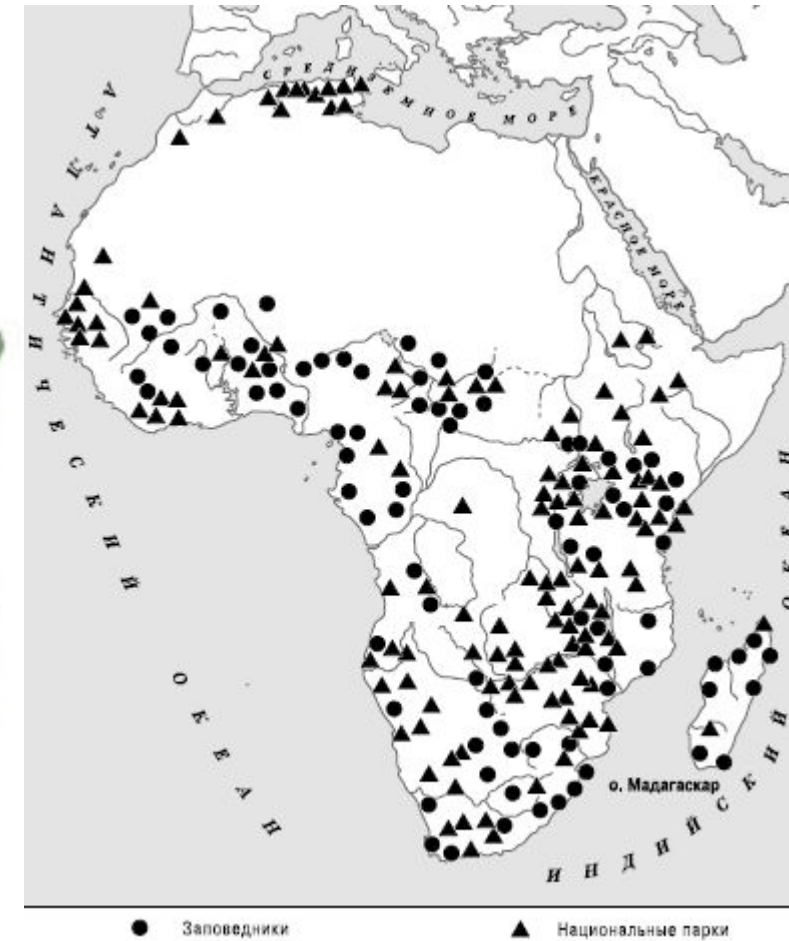 СРЕДИЗЕМНОЕ МОРЕ
КРАСНОЕ МОРЕ
АТЛАНТИЧЕСКИЙ
ОКЕАН
о. Мадагаскар
ИНДИЙСКИЙ
ОКЕАН
Заповедники
Национальные парки